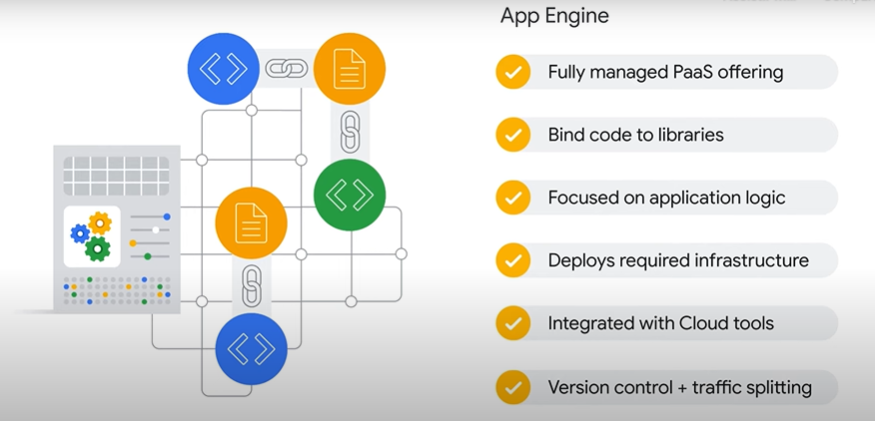 App Engine
Fully managed PaaS offering
Bind code to libraries
Focused on application logic
Deploys required infrastructure
Integrated with Cloud tools
Version control + traffic splitting